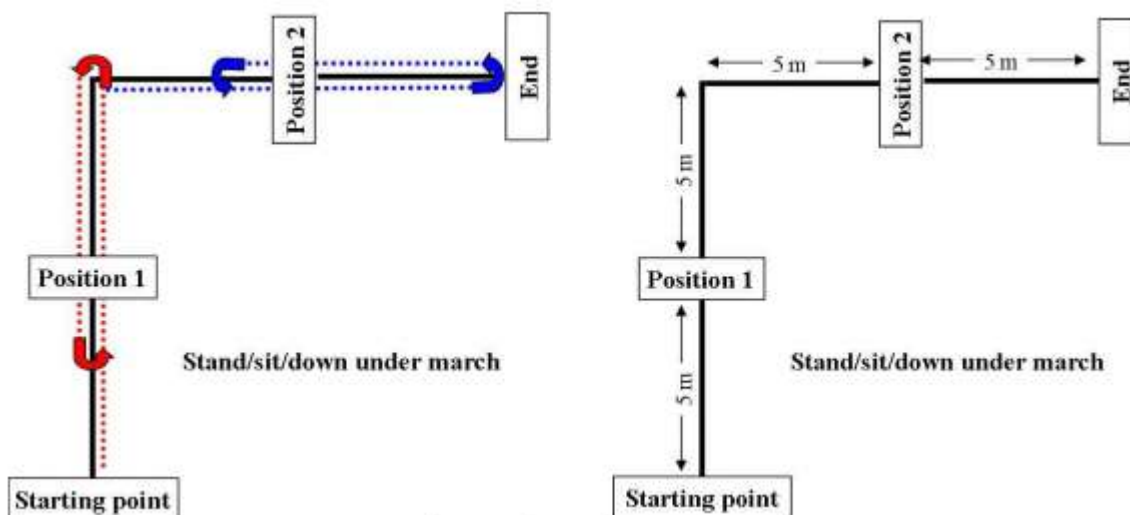 Position 2
End
Position 1
Stand/sit/down under march
Starting point
5 m
5 m
Position 2
End
5 m
Position 1
5 m
Stand/sit/down under march
Starting point